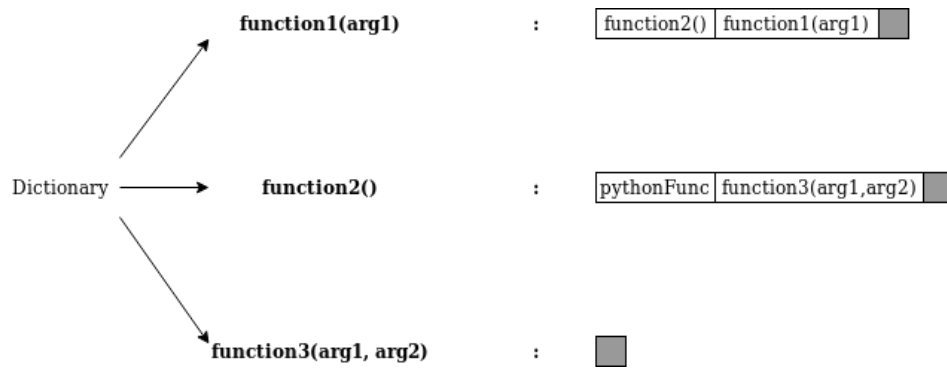 function1(arg1) : function2() function1(arg1)
Dictionary function2() : pythonFunc function3(arg1,arg2)
function3(arg1, arg2) :